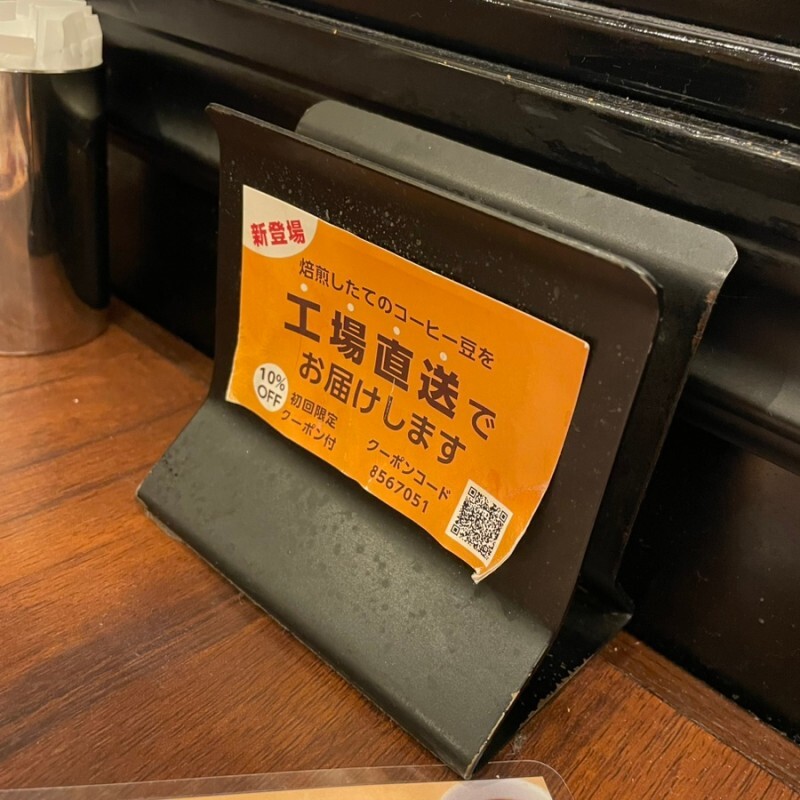 新登場
焙煎したてのコーヒー豆を
工場直送で
お届けします
10%
OFF
初回限定
クーポン付
クーポンコード
8567051